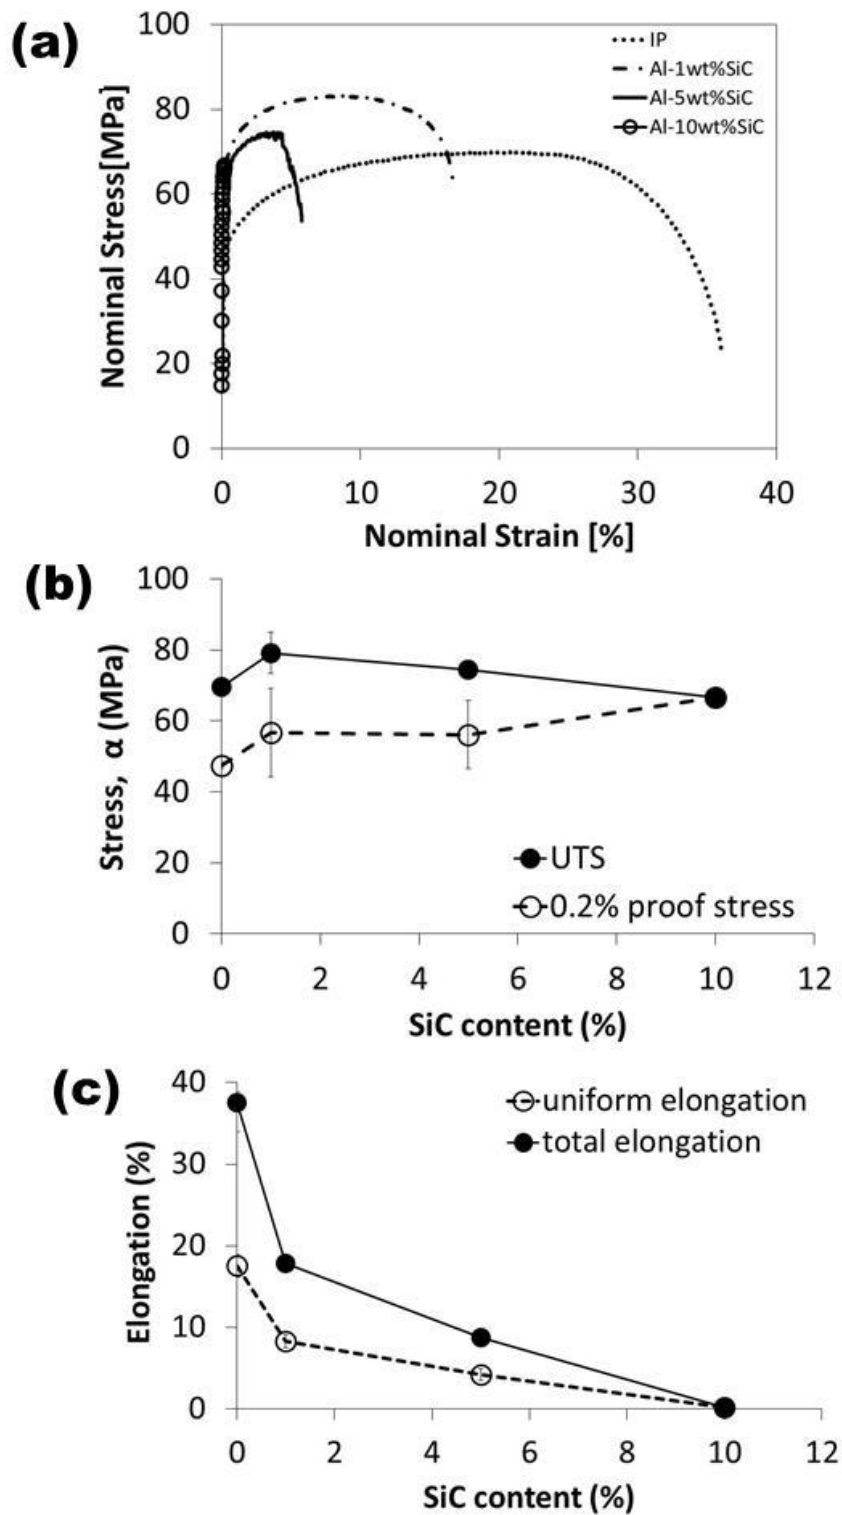 (a)
100
80
60
40
20
0
Nominal Stress[MPa]
IP
Al-1wt%SiC
Al-5wt%SiC
Al-10wt%SiC
0 10 20 30 40
Nominal Strain [%]
(b)
100
80
60
40
20
0
Stress, α (MPa)
UTS
0.2% proof stress
0 2 4 6 8 10 12
SiC content (%)
(c)
40
30
20
10
0
Elongation (%)
uniform elongation
total elongation
0 2 4 6 8 10 12
SiC content (%)